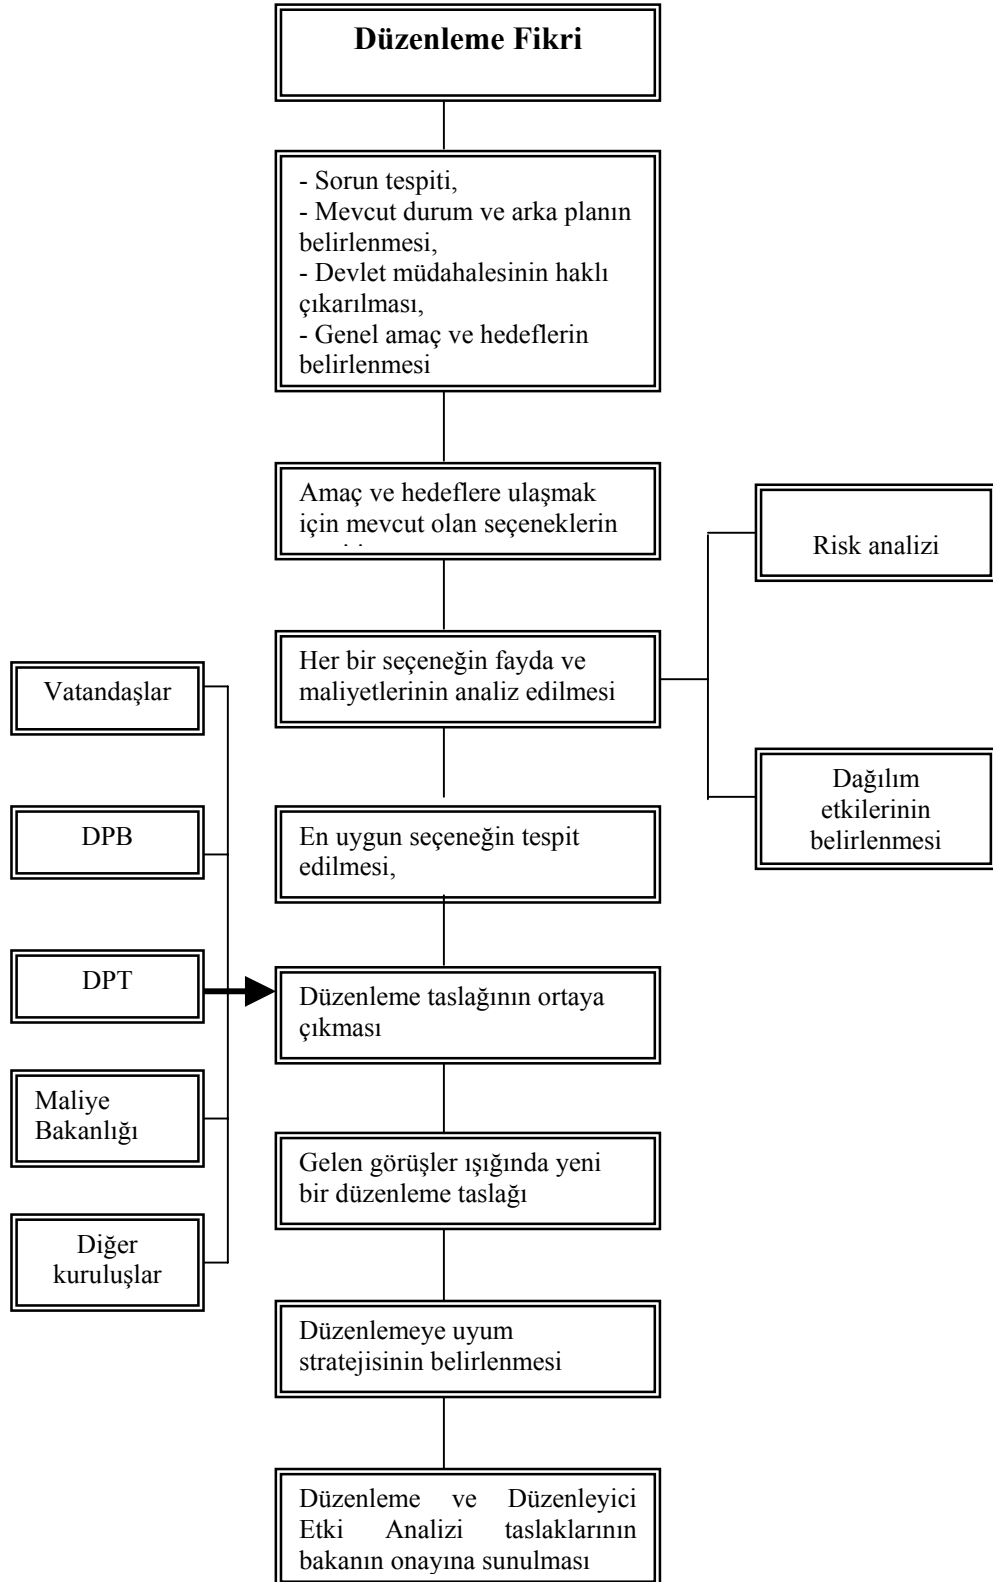 Düzenleme Fikri
- Sorun tespiti,
- Mevcut durum ve arka planın
belirlenmesi,
- Devlet müdahalesinin haklı
çıkarılması,
- Genel amaç ve hedeflerin
belirlenmesi
Amaç ve hedeflere ulaşmak
için mevcut olan seçeneklerin
Risk analizi
Her bir seçeneğin fayda ve
maliyetlerinin analiz edilmesi
Dağılım
etkilerinin
belirlenmesi
Vatandaşlar
DPB
DPT
Maliye
Bakanlığı
Diğer
kuruluşlar
En uygun seçeneğin tespit
edilmesi,
Düzenleme taslağının ortaya
çıkması
Gelen görüşler ışığında yeni
bir düzenleme taslağı
Düzenlemeye uyum
stratejisinin belirlenmesi
Düzenleme ve Düzenleyici
Etki Analizi taslaklarının
bakanın onayına sunulması